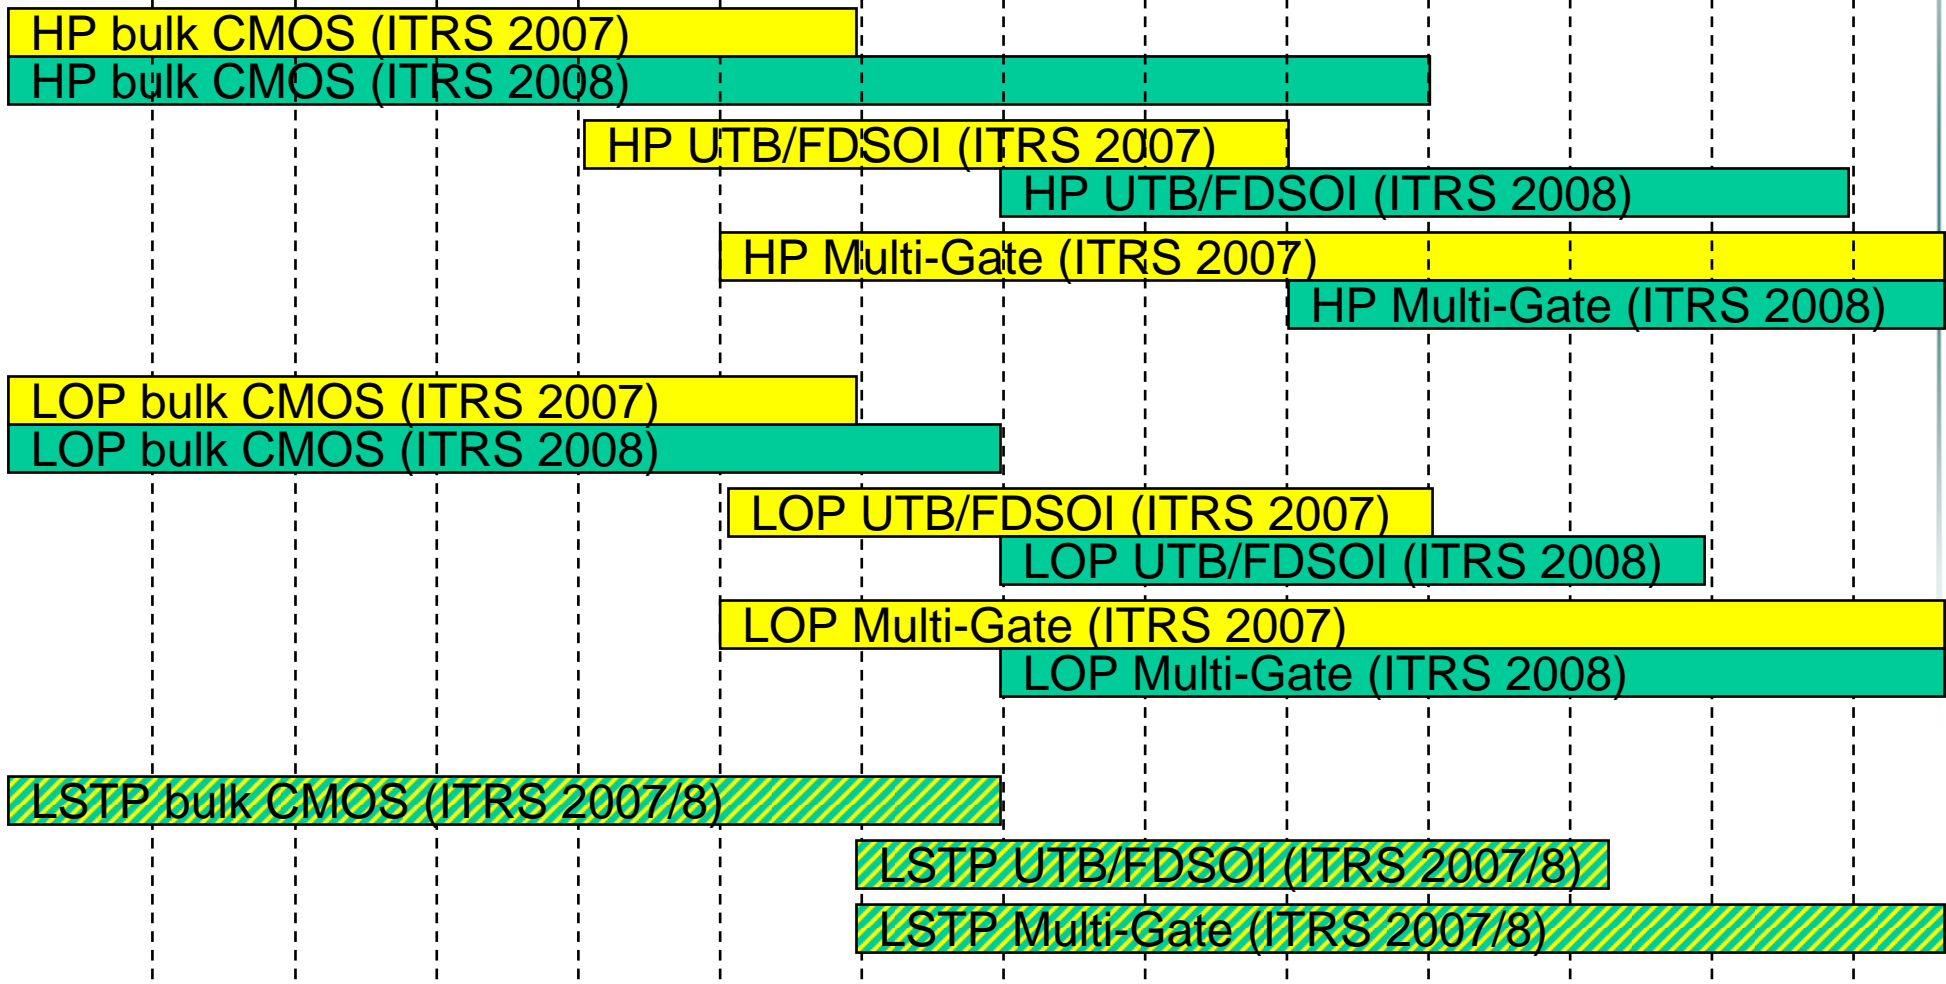 HP bulk CMOS (ITRS 2007)
HP bulk CMOS (ITRS 2008)
HP UTB/FDSOI (ITRS 2007)
HP UTB/FDSOI (ITRS 2008)
HP Multi-Gate (ITRS 2007)
HP Multi-Gate (ITRS 2008)
LOP bulk CMOS (ITRS 2007)
LOP bulk CMOS (ITRS 2008)
LOP UTB/FDSOI (ITRS 2007)
LOP UTB/FDSOI (ITRS 2008)
LOP Multi-Gate (ITRS 2007)
LOP Multi-Gate (ITRS 2008)
LSTP bulk CMOS (ITRS 2007/8)
LSTP UTB/FDSOI (ITRS 2007/8)
LSTP Multi-Gate (ITRS 2007/8)